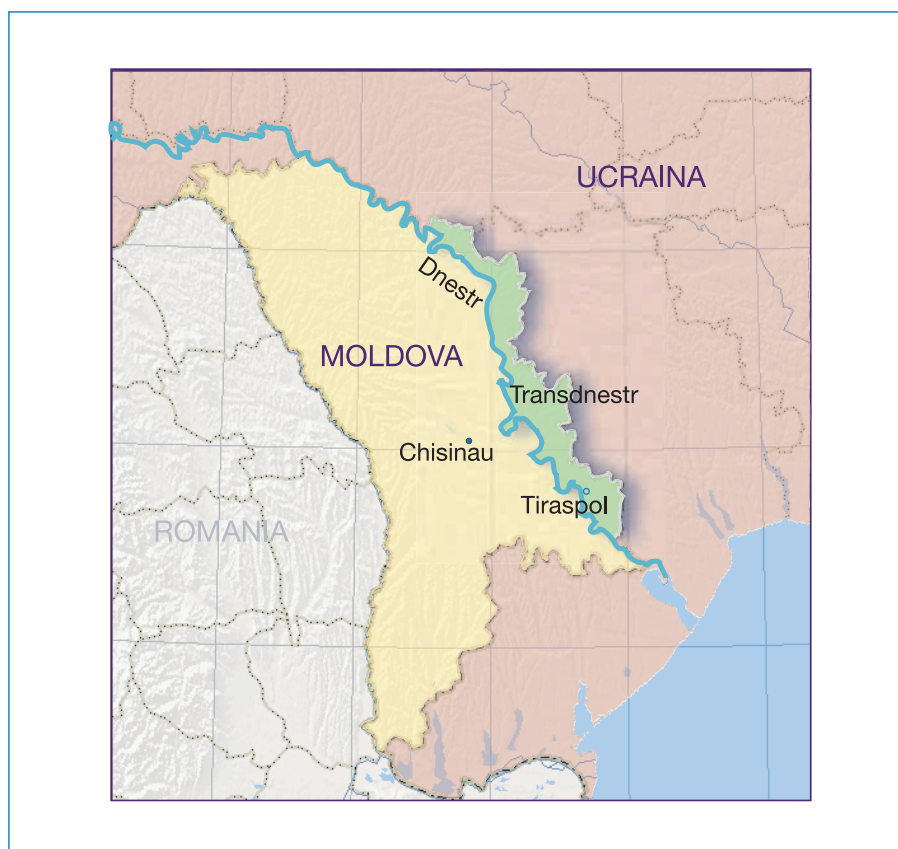 UCRAINA
Dnestr
MOLDOVA
Transdnestr
Chisinau
Tiraspol
ROMANIA